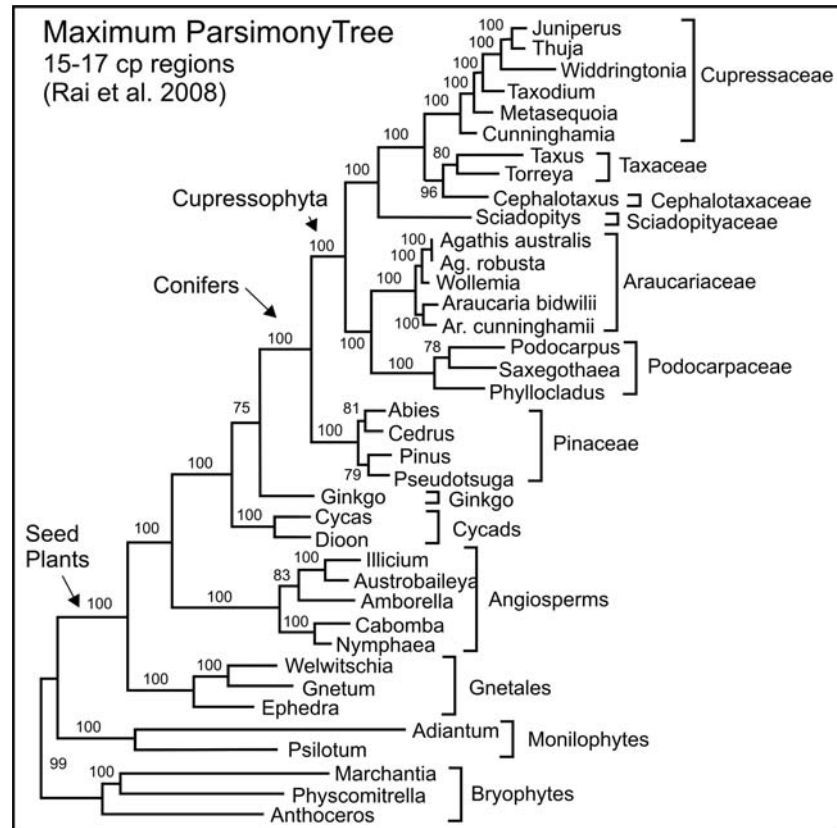 Maximum ParsimonyTree
15-17 cp regions
(Rai et al. 2008)
100
Juniperus
100
Thuja
100
Widdringtonia
Cupressaceae
100
Taxodium
100
Metasequoia
100
Cunninghamia
100
80
Taxus
Taxaceae
Torreya
96
Cephalotaxus
Cephalotaxaceae
Cupressophyta
Sciadopitys
Sciadopityaceae
100
100
Agathis australis
100
Ag. robusta
Conifers
100
Wollemia
Araucariaceae
Araucaria bidwilii
100
Ar. cunninghamii
100
100
78
Podocarpus
100
Saxegothaea
Podocarpaceae
Phyllocladus
75
81
Abies
100
Cedrus
Pinaceae
Pinus
100
79
Pseudotsuga
Ginkgo
Ginkgo
100
Cycas
Cycads
Seed
Plants
100
Dioon
100
Illicium
83
Austrobaileya
100
100
Amborella
Angiosperms
100
Cabomba
Nymphaea
100
Welwitschia
100
Gnetum
Gnetales
Ephedra
100
Adiantum
Monilophytes
Psilotum
99
100
Marchantia
Physcomitrella
Bryophytes
Anthoceros